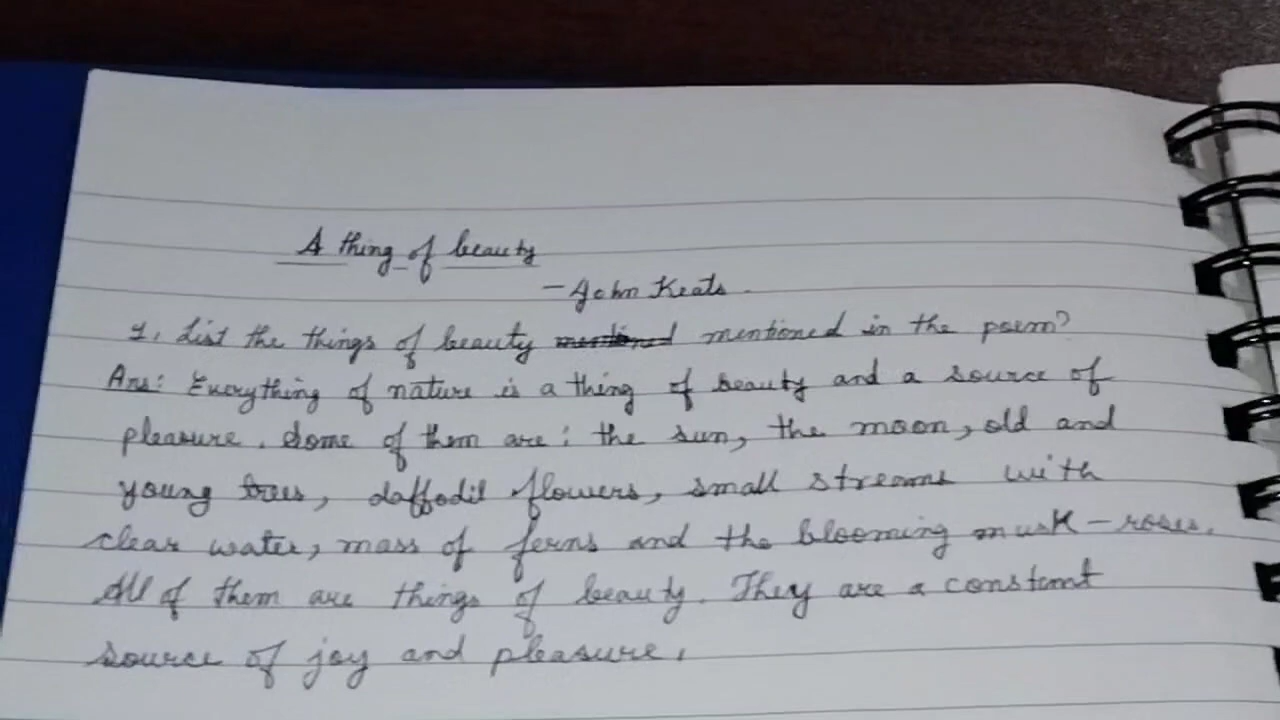 A thing of beauty
- John Keats.
1. List the things of beauty mentioned mentioned in the poem?
Ans: Everything of nature is a thing of beauty and a source of
pleasure. Some of them are: the sun, the moon, old and
young trees, daffodil flowers, small streams with
clear water, mass of ferns and the blooming musk-roses.
All of them are things of beauty. They are a constant
source of joy and pleasure.